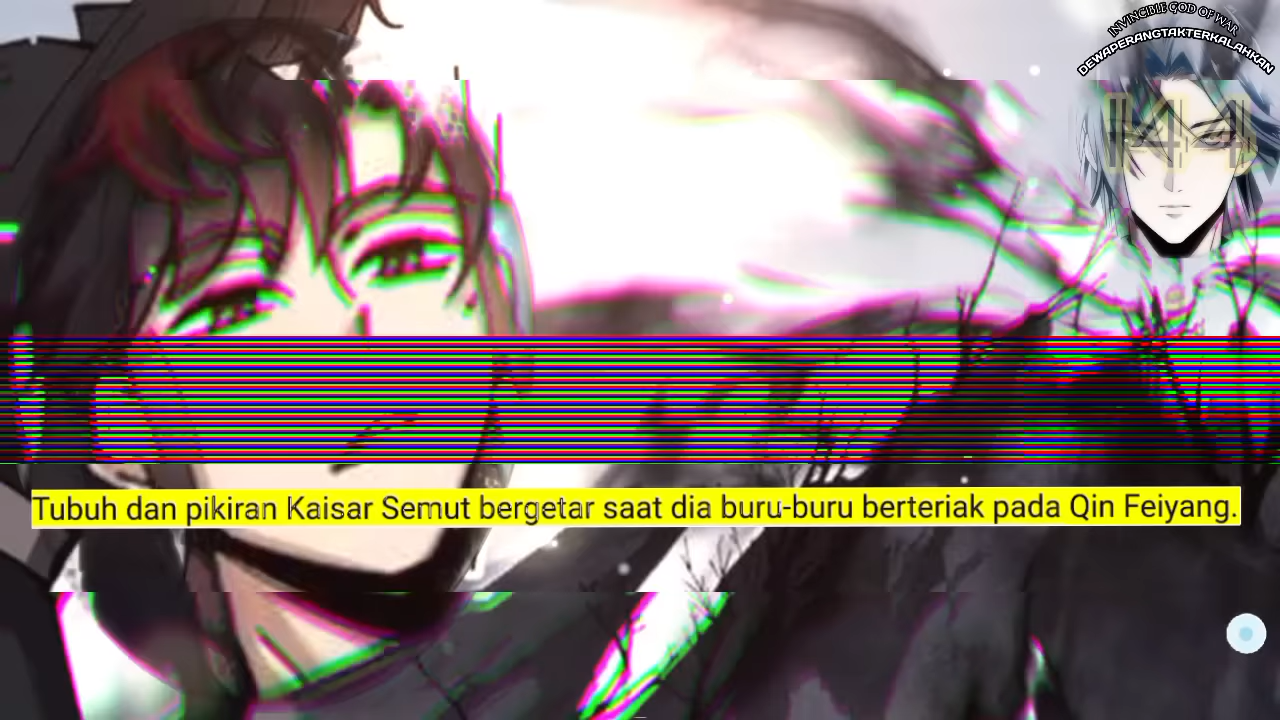 INVINCIBLE GOD OF WAR
DEWAPERANGTAKTERKALAHKAN
144
Tubuh dan pikiran Kaisar Semut bergetar saat dia buru-buru berteriak pada Qin Feiyang.